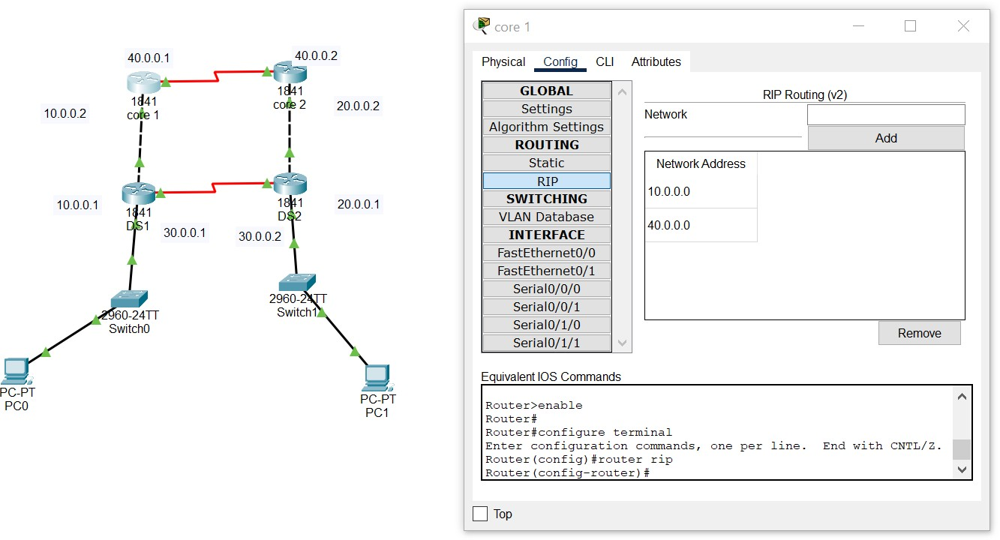 40.0.0.1
40.0.0.2
1841
core 1
1841
core 2
10.0.0.2
20.0.0.2
10.0.0.1
1841
DS1
1841
DS2
20.0.0.1
30.0.0.1
30.0.0.2
2960-24TT
Switch0
2960-24TT
Switch1
PC-PT
PC0
PC-PT
PC1
core 1
Physical Config CLI Attributes
GLOBAL
Settings
Algorithm Settings
ROUTING
Static
RIP
SWITCHING
VLAN Database
INTERFACE
FastEthernet0/0
FastEthernet0/1
Serial0/0/0
Serial0/0/1
Serial0/1/0
Serial0/1/1
RIP Routing (v2)
Network
Add
Network Address
10.0.0.0
40.0.0.0
Remove
Equivalent IOS Commands
Router>enable
Router#
Router#configure terminal
Enter configuration commands, one per line. End with CNTL/Z.
Router(config)#router rip
Router(config-router)#
Top